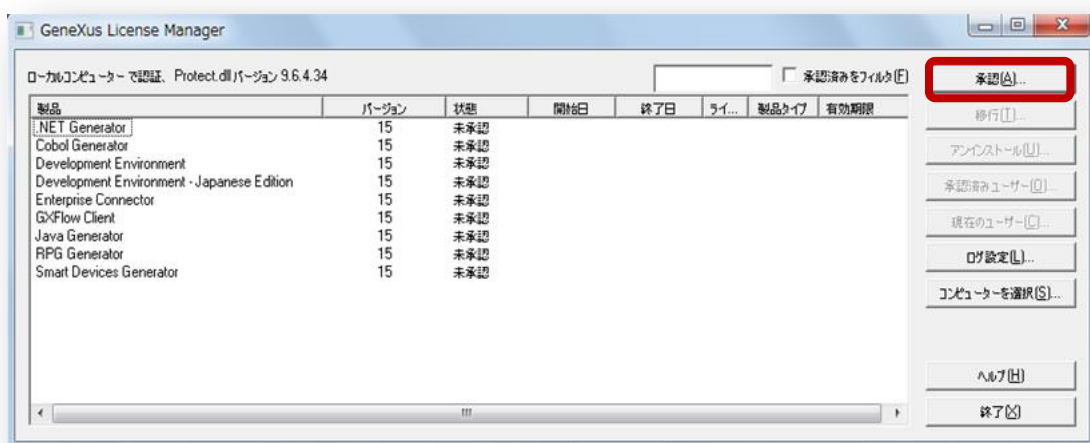 GeneXus License Manager
ローカルコンピューター で認証、Protect.dll バージョン 9.6.4.34
承認済みをフィルタ(F)
承認(A)...
製品 バージョン 状態 開始日 終了日 ライ... 製品タイプ 有効期限
移行(T)...
.NET Generator 15 未承認
Cobol Generator 15 未承認
アンインストール(U)...
Development Environment 15 未承認
Development Environment - Japanese Edition 15 未承認
承認済みユーザー(O)...
Enterprise Connector 15 未承認
GXFlow Client 15 未承認
現在のユーザー(C)...
Java Generator 15 未承認
RPG Generator 15 未承認
ログ設定(L)...
Smart Devices Generator 15 未承認
コンピューターを選択(S)...
ヘルプ(H)
終了(X)